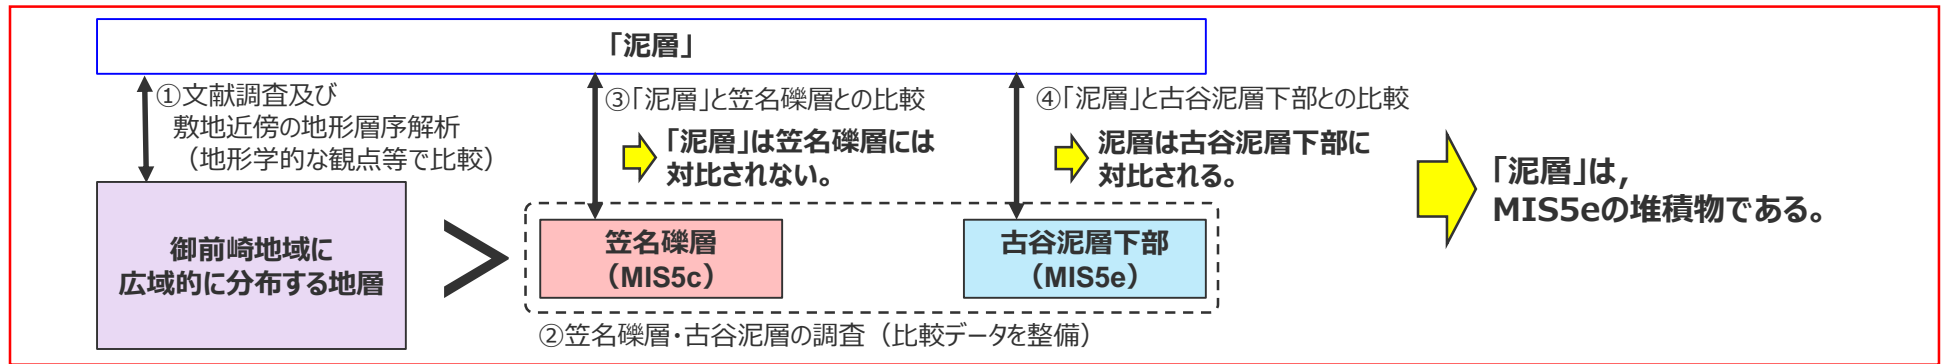 「泥層」
①文献調査及び
敷地近傍の地形層序解析
（地形学的な観点等で比較）
③「泥層」と笠名礫層との比較
「泥層」は笠名礫層には
対比されない。
④「泥層」と古谷泥層下部との比較
泥層は古谷泥層下部に
対比される。
「泥層」は，
MIS5eの堆積物である。
御前崎地域に
広域的に分布する地層
笠名礫層
（MIS5c）
古谷泥層下部
（MIS5e）
②笠名礫層・古谷泥層の調査（比較データを整備）